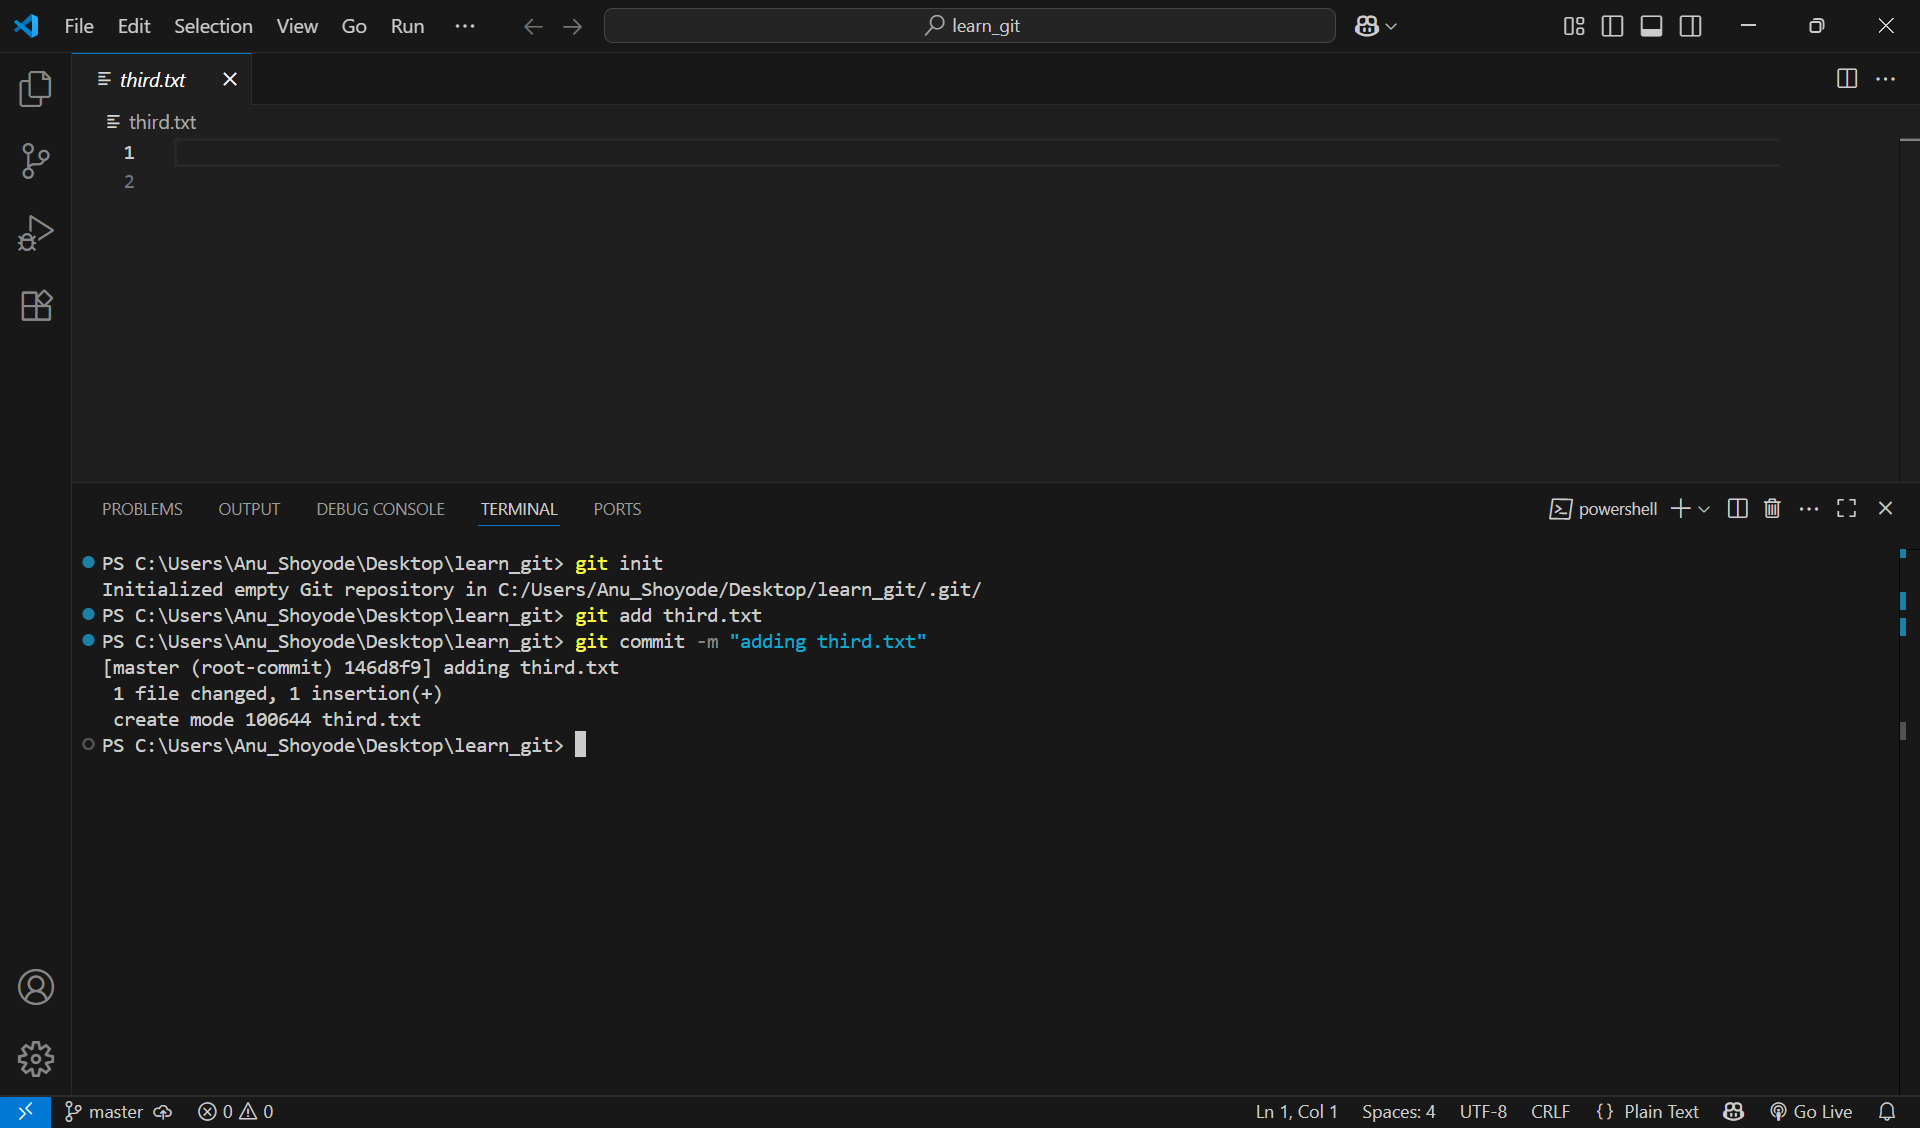 File Edit Selection View Go Run ··· learn_git
third.txt
third.txt
1
2
PROBLEMS OUTPUT DEBUG CONSOLE TERMINAL PORTS powershell
PS C:\Users\Anu_Shoyode\Desktop\learn_git> git init
Initialized empty Git repository in C:/Users/Anu_Shoyode/Desktop/learn_git/.git/
PS C:\Users\Anu_Shoyode\Desktop\learn_git> git add third.txt
PS C:\Users\Anu_Shoyode\Desktop\learn_git> git commit -m "adding third.txt"
[master (root-commit) 146d8f9] adding third.txt
 1 file changed, 1 insertion(+)
 create mode 100644 third.txt
PS C:\Users\Anu_Shoyode\Desktop\learn_git>
master 0 0 Ln 1, Col 1 Spaces: 4 UTF-8 CRLF {} Plain Text Go Live